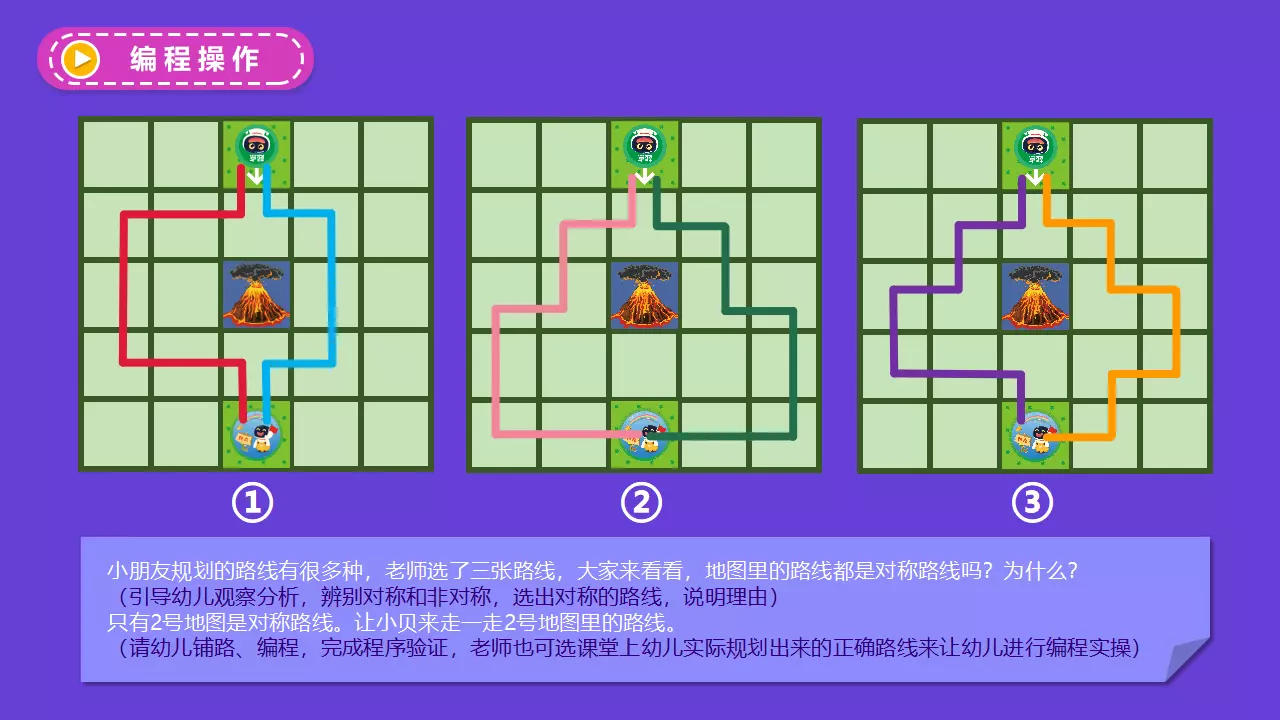 编程操作
①
②
③
小朋友规划的路线有很多种，老师选了三张路线，大家来看看，地图里的路线都是对称路线吗？为什么？
（引导幼儿观察分析，辨别对称和非对称，选出对称的路线，说明理由）
只有2号地图是对称路线。让小贝来走一走2号地图里的路线。
（请幼儿铺路、编程，完成程序验证，老师也可选课堂上幼儿实际规划出来的正确路线来让幼儿进行编程实操）